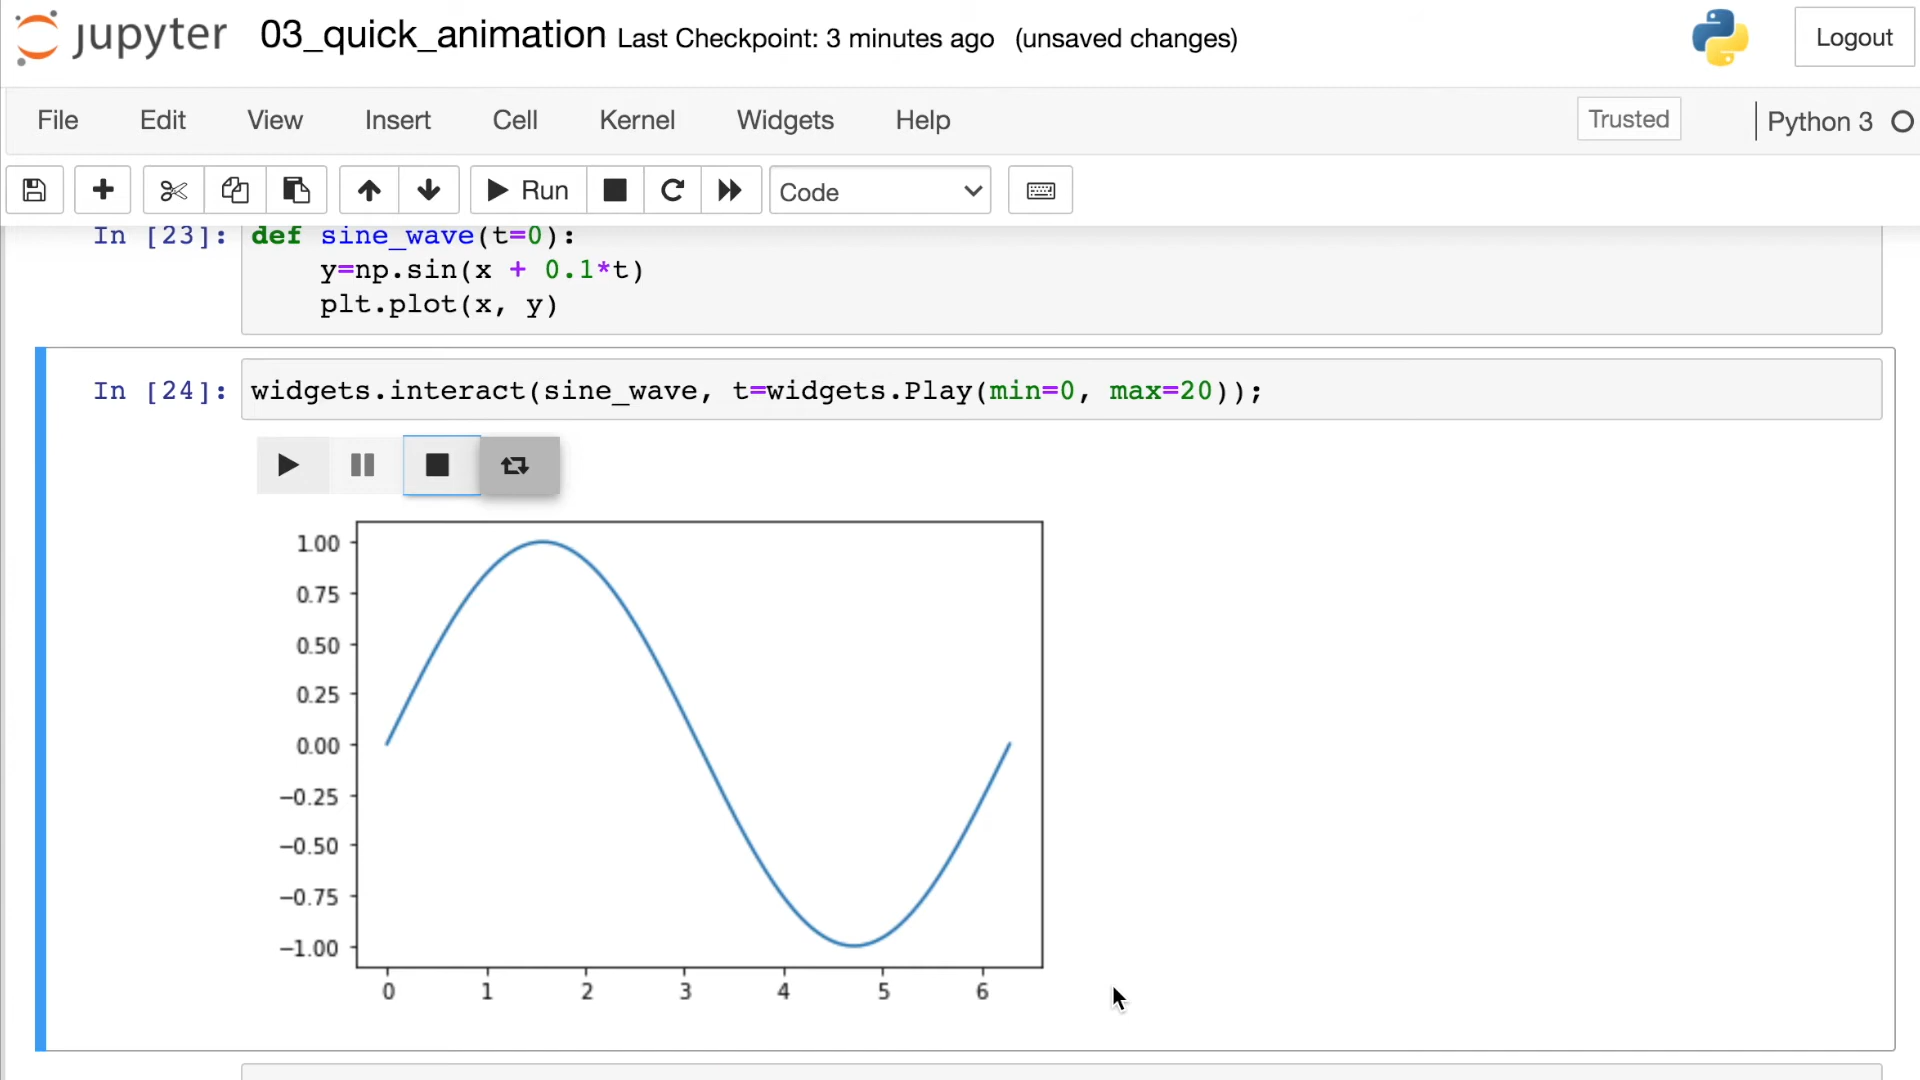 jupyter 03_quick_animation Last Checkpoint: 3 minutes ago (unsaved changes) Logout
File Edit View Insert Cell Kernel Widgets Help Trusted Python 3
Run Code
In [23]: def sine_wave(t=0):
y=np.sin(x + 0.1*t)
plt.plot(x, y)
In [24]: widgets.interact(sine_wave, t=widgets.Play(min=0, max=20));
1.00
0.75
0.50
0.25
0.00
−0.25
−0.50
−0.75
−1.00
0 1 2 3 4 5 6